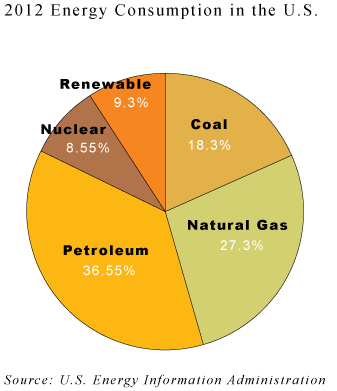 2012 Energy Consumption in the U.S.
Renewable
9.3%
Coal
18.3%
Nuclear
8.55%
Natural Gas
27.3%
Petroleum
36.55%
Source: U.S. Energy Information Administration